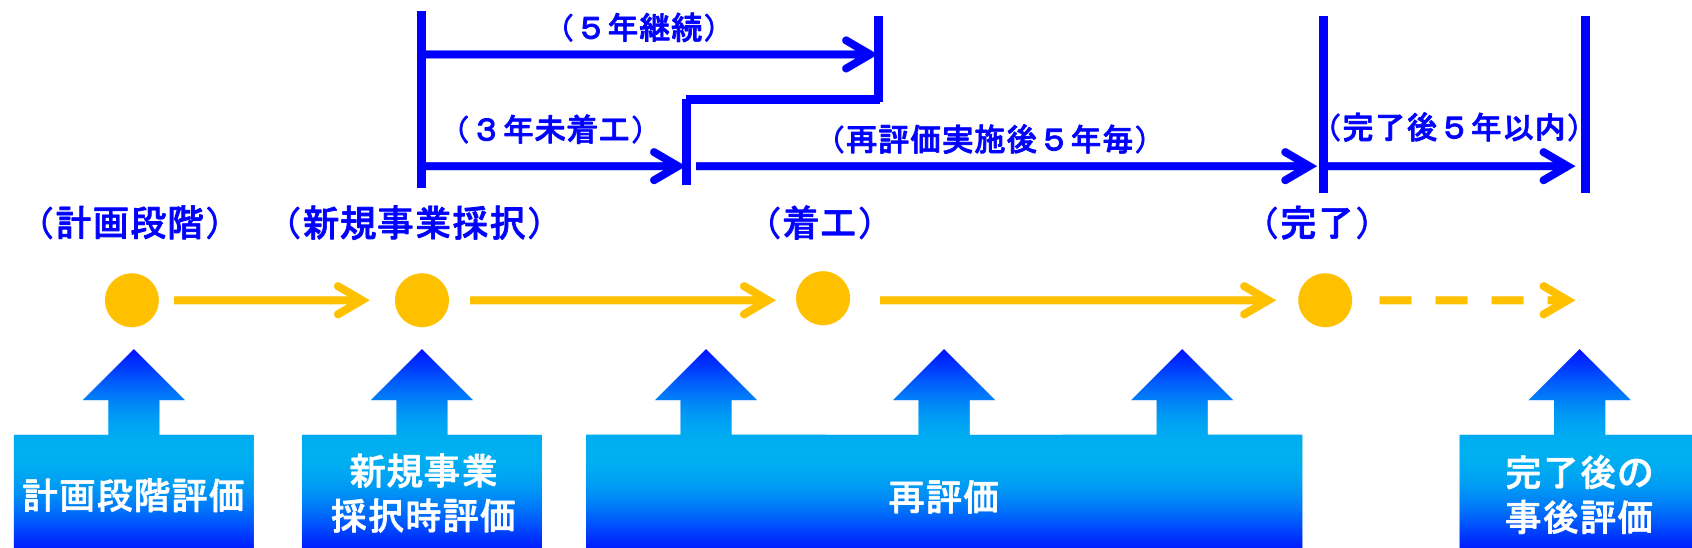 （５年継続）
（３年未着工）
（再評価実施後５年毎）
（完了後５年以内）
（計画段階）
（新規事業採択）
（着工）
（完了）
計画段階評価
新規事業
採択時評価
再評価
完了後の
事後評価